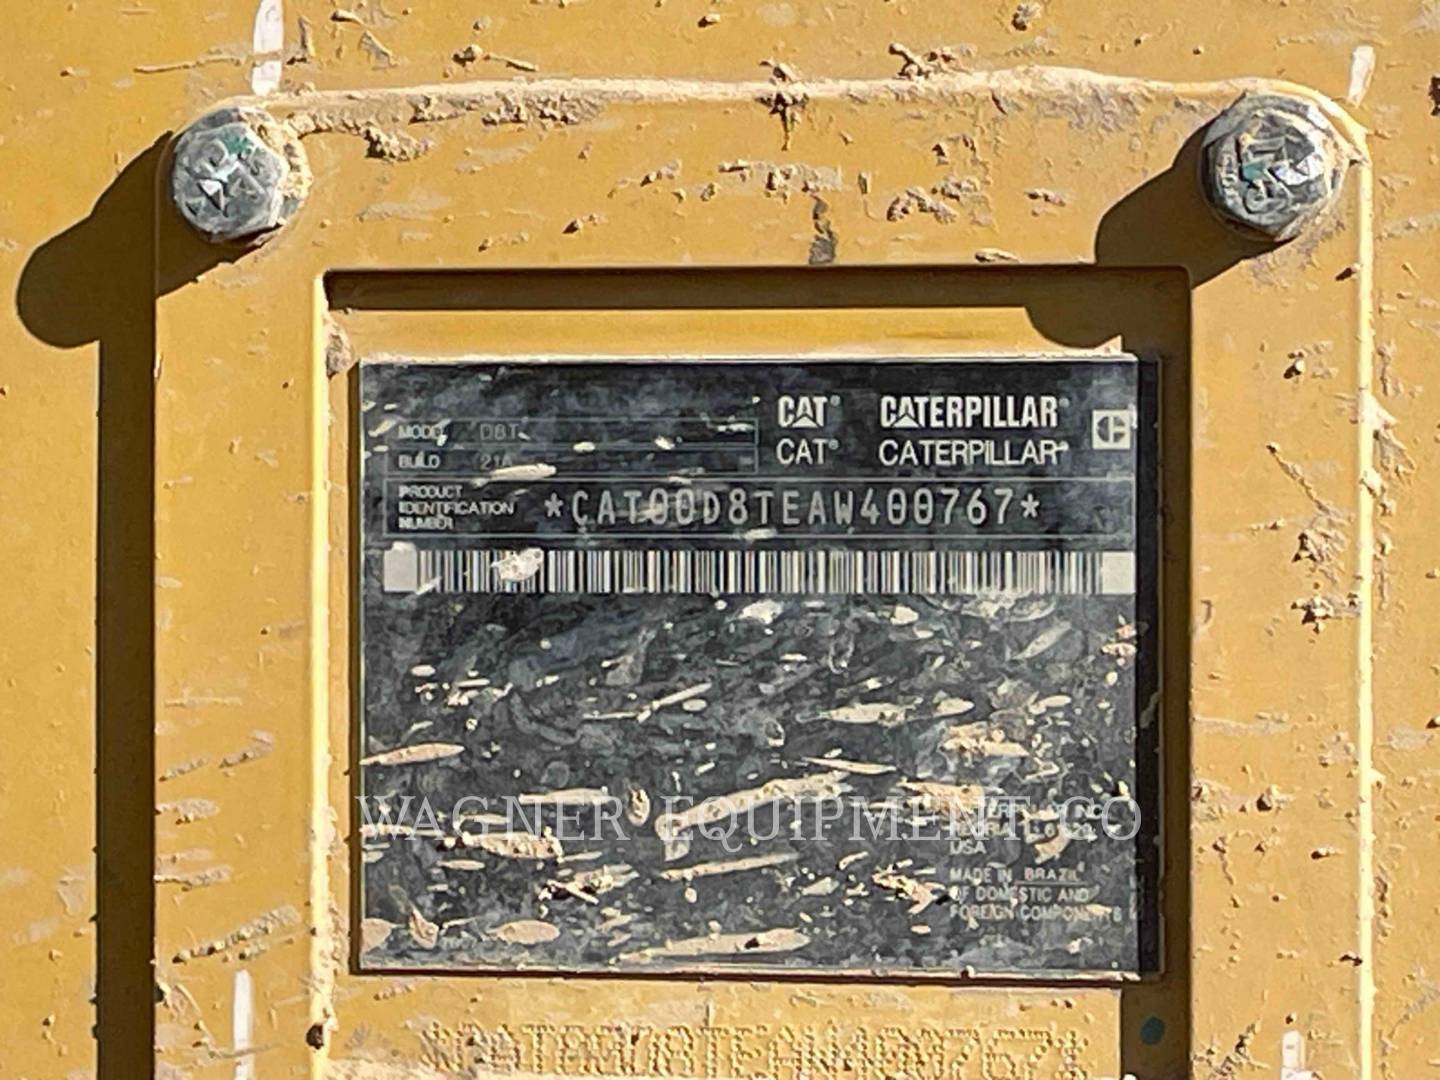 CAT® CATERPILLAR®
CAT® CATERPILLAR®
MODEL D8T
BUILD 21A
PRODUCT
IDENTIFICATION
NUMBER
*CAT00D8TEAW400767*
WAGNER EQUIPMENT CO
USA
MADE IN BRAZIL
OF DOMESTIC AND
FOREIGN COMPONENTS
*CAT00D8TEAW400767*